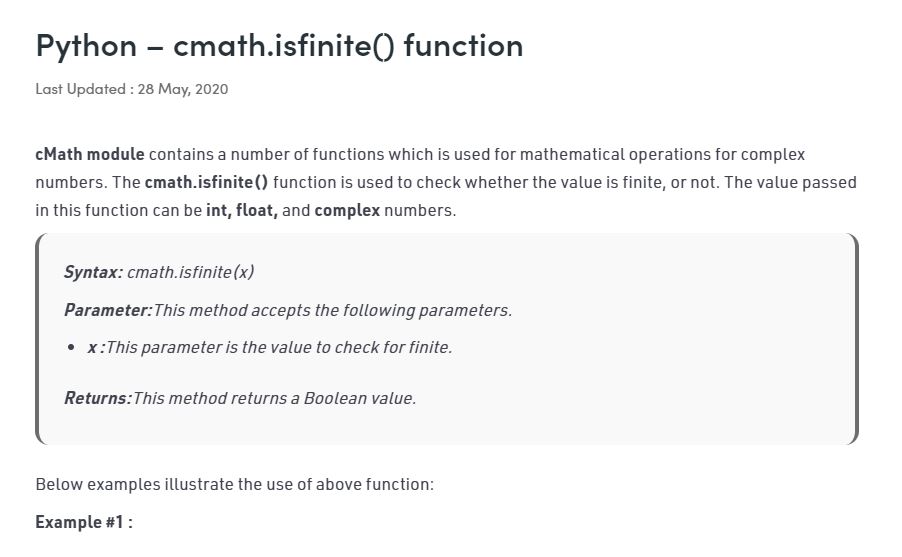 Python – cmath.isfinite() function
Last Updated : 28 May, 2020
cMath module contains a number of functions which is used for mathematical operations for complex
numbers. The cmath.isfinite() function is used to check whether the value is finite, or not. The value passed
in this function can be int, float, and complex numbers.
Syntax: cmath.isfinite(x)
Parameter:This method accepts the following parameters.
• x :This parameter is the value to check for finite.
Returns:This method returns a Boolean value.
Below examples illustrate the use of above function:
Example #1 :